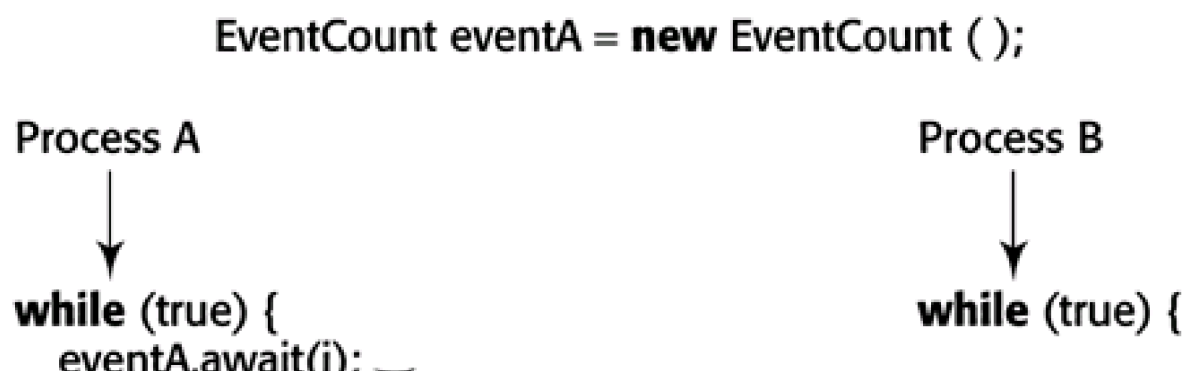 EventCount eventA = new EventCount ( );
Process A Process B
while (true) { while (true) {
eventA.await(i);